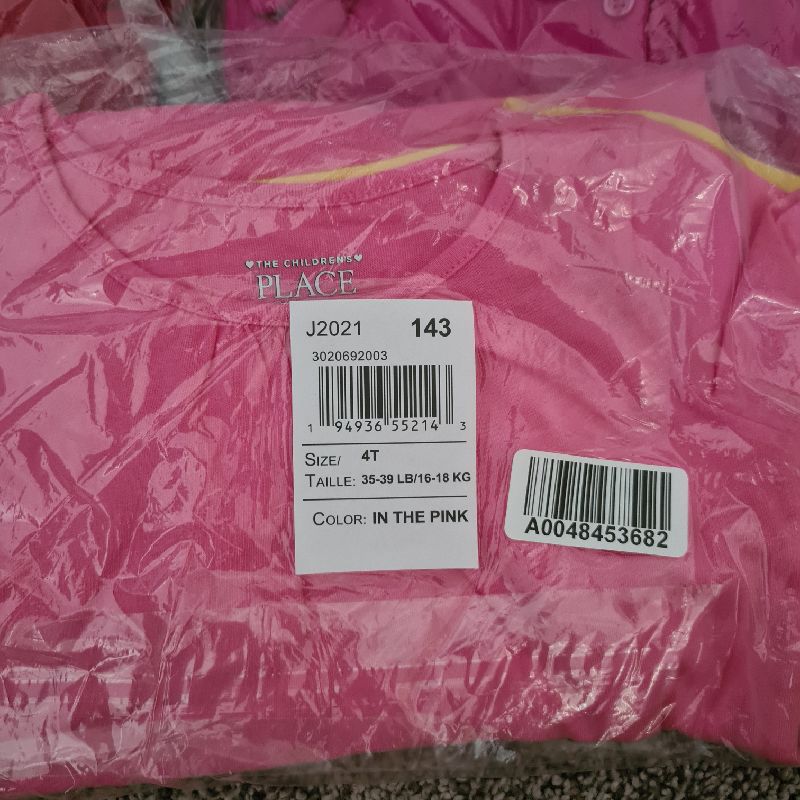 ♥THE CHILDREN'S♥
PLACE
J2021 143
3020692003
1 94936 55214 3
SIZE/ 4T
TAILLE: 35-39 LB/16-18 KG
COLOR: IN THE PINK
A0048453682